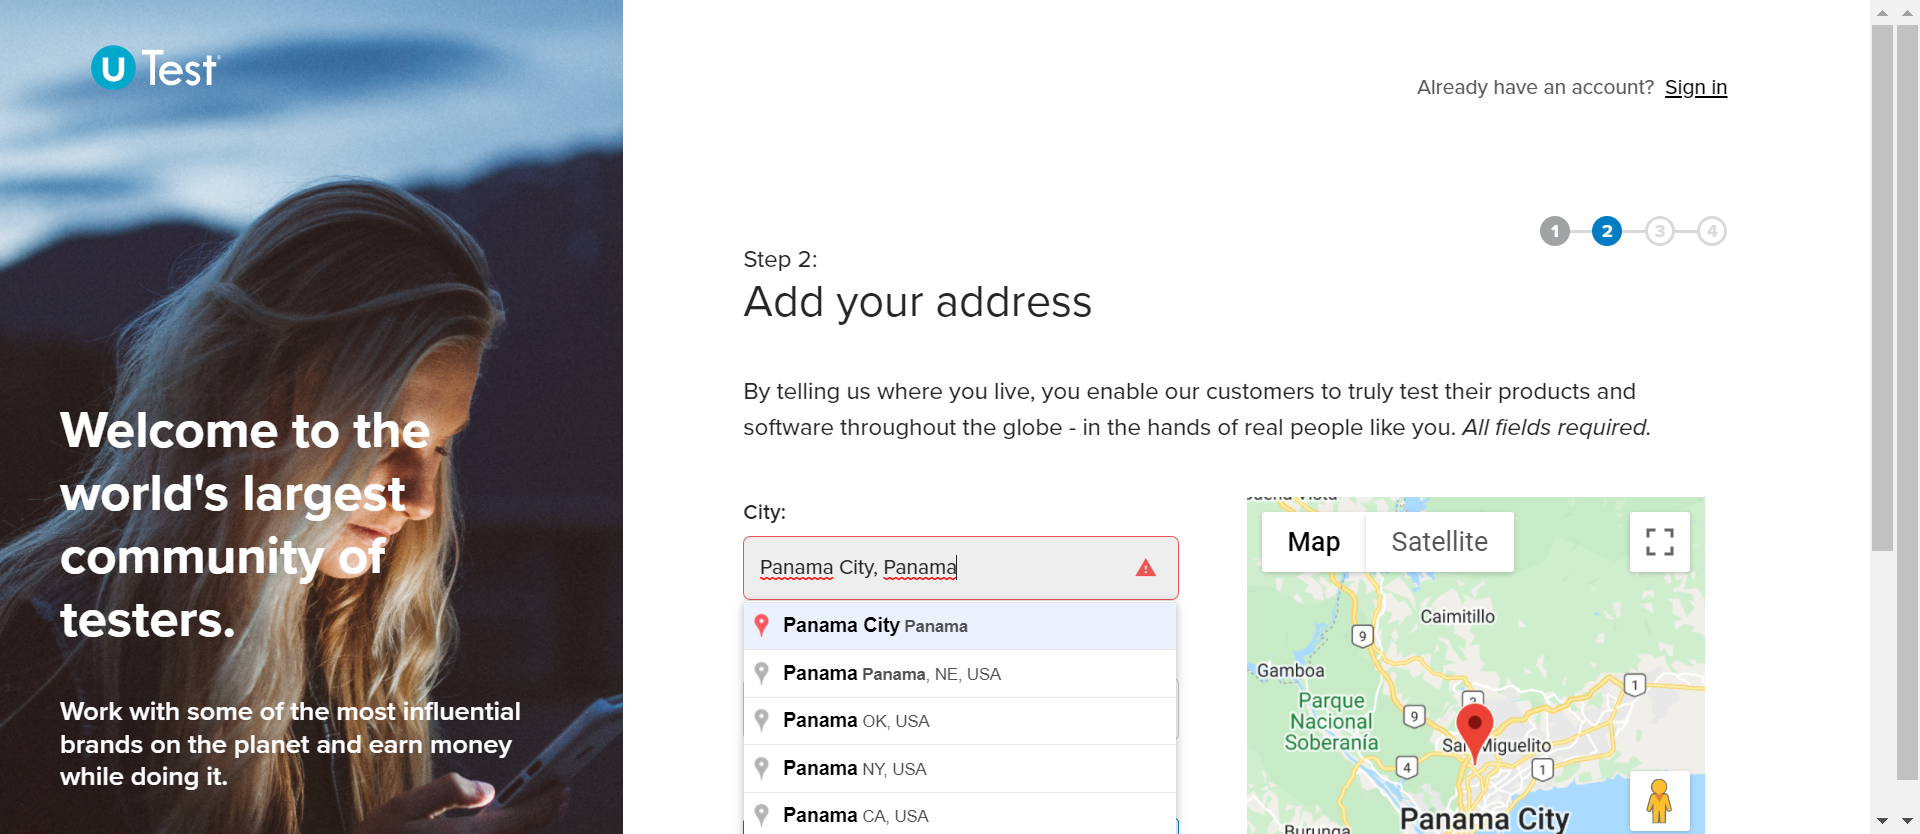 u Test
Already have an account? Sign in
1 2 3 4
Step 2:
Add your address
By telling us where you live, you enable our customers to truly test their products and
software throughout the globe - in the hands of real people like you. All fields required.
Welcome to the
world's largest
community of
testers.
Work with some of the most influential
brands on the planet and earn money
while doing it.
City:
Panama City, Panama
Panama City Panama
Panama Panama, NE, USA
Panama OK, USA
Panama NY, USA
Panama CA, USA
Map
Satellite
Caimitillo
9
Gamboa
1
Parque
Nacional
Soberanía
9
San Miguelito
4
1
Panama City